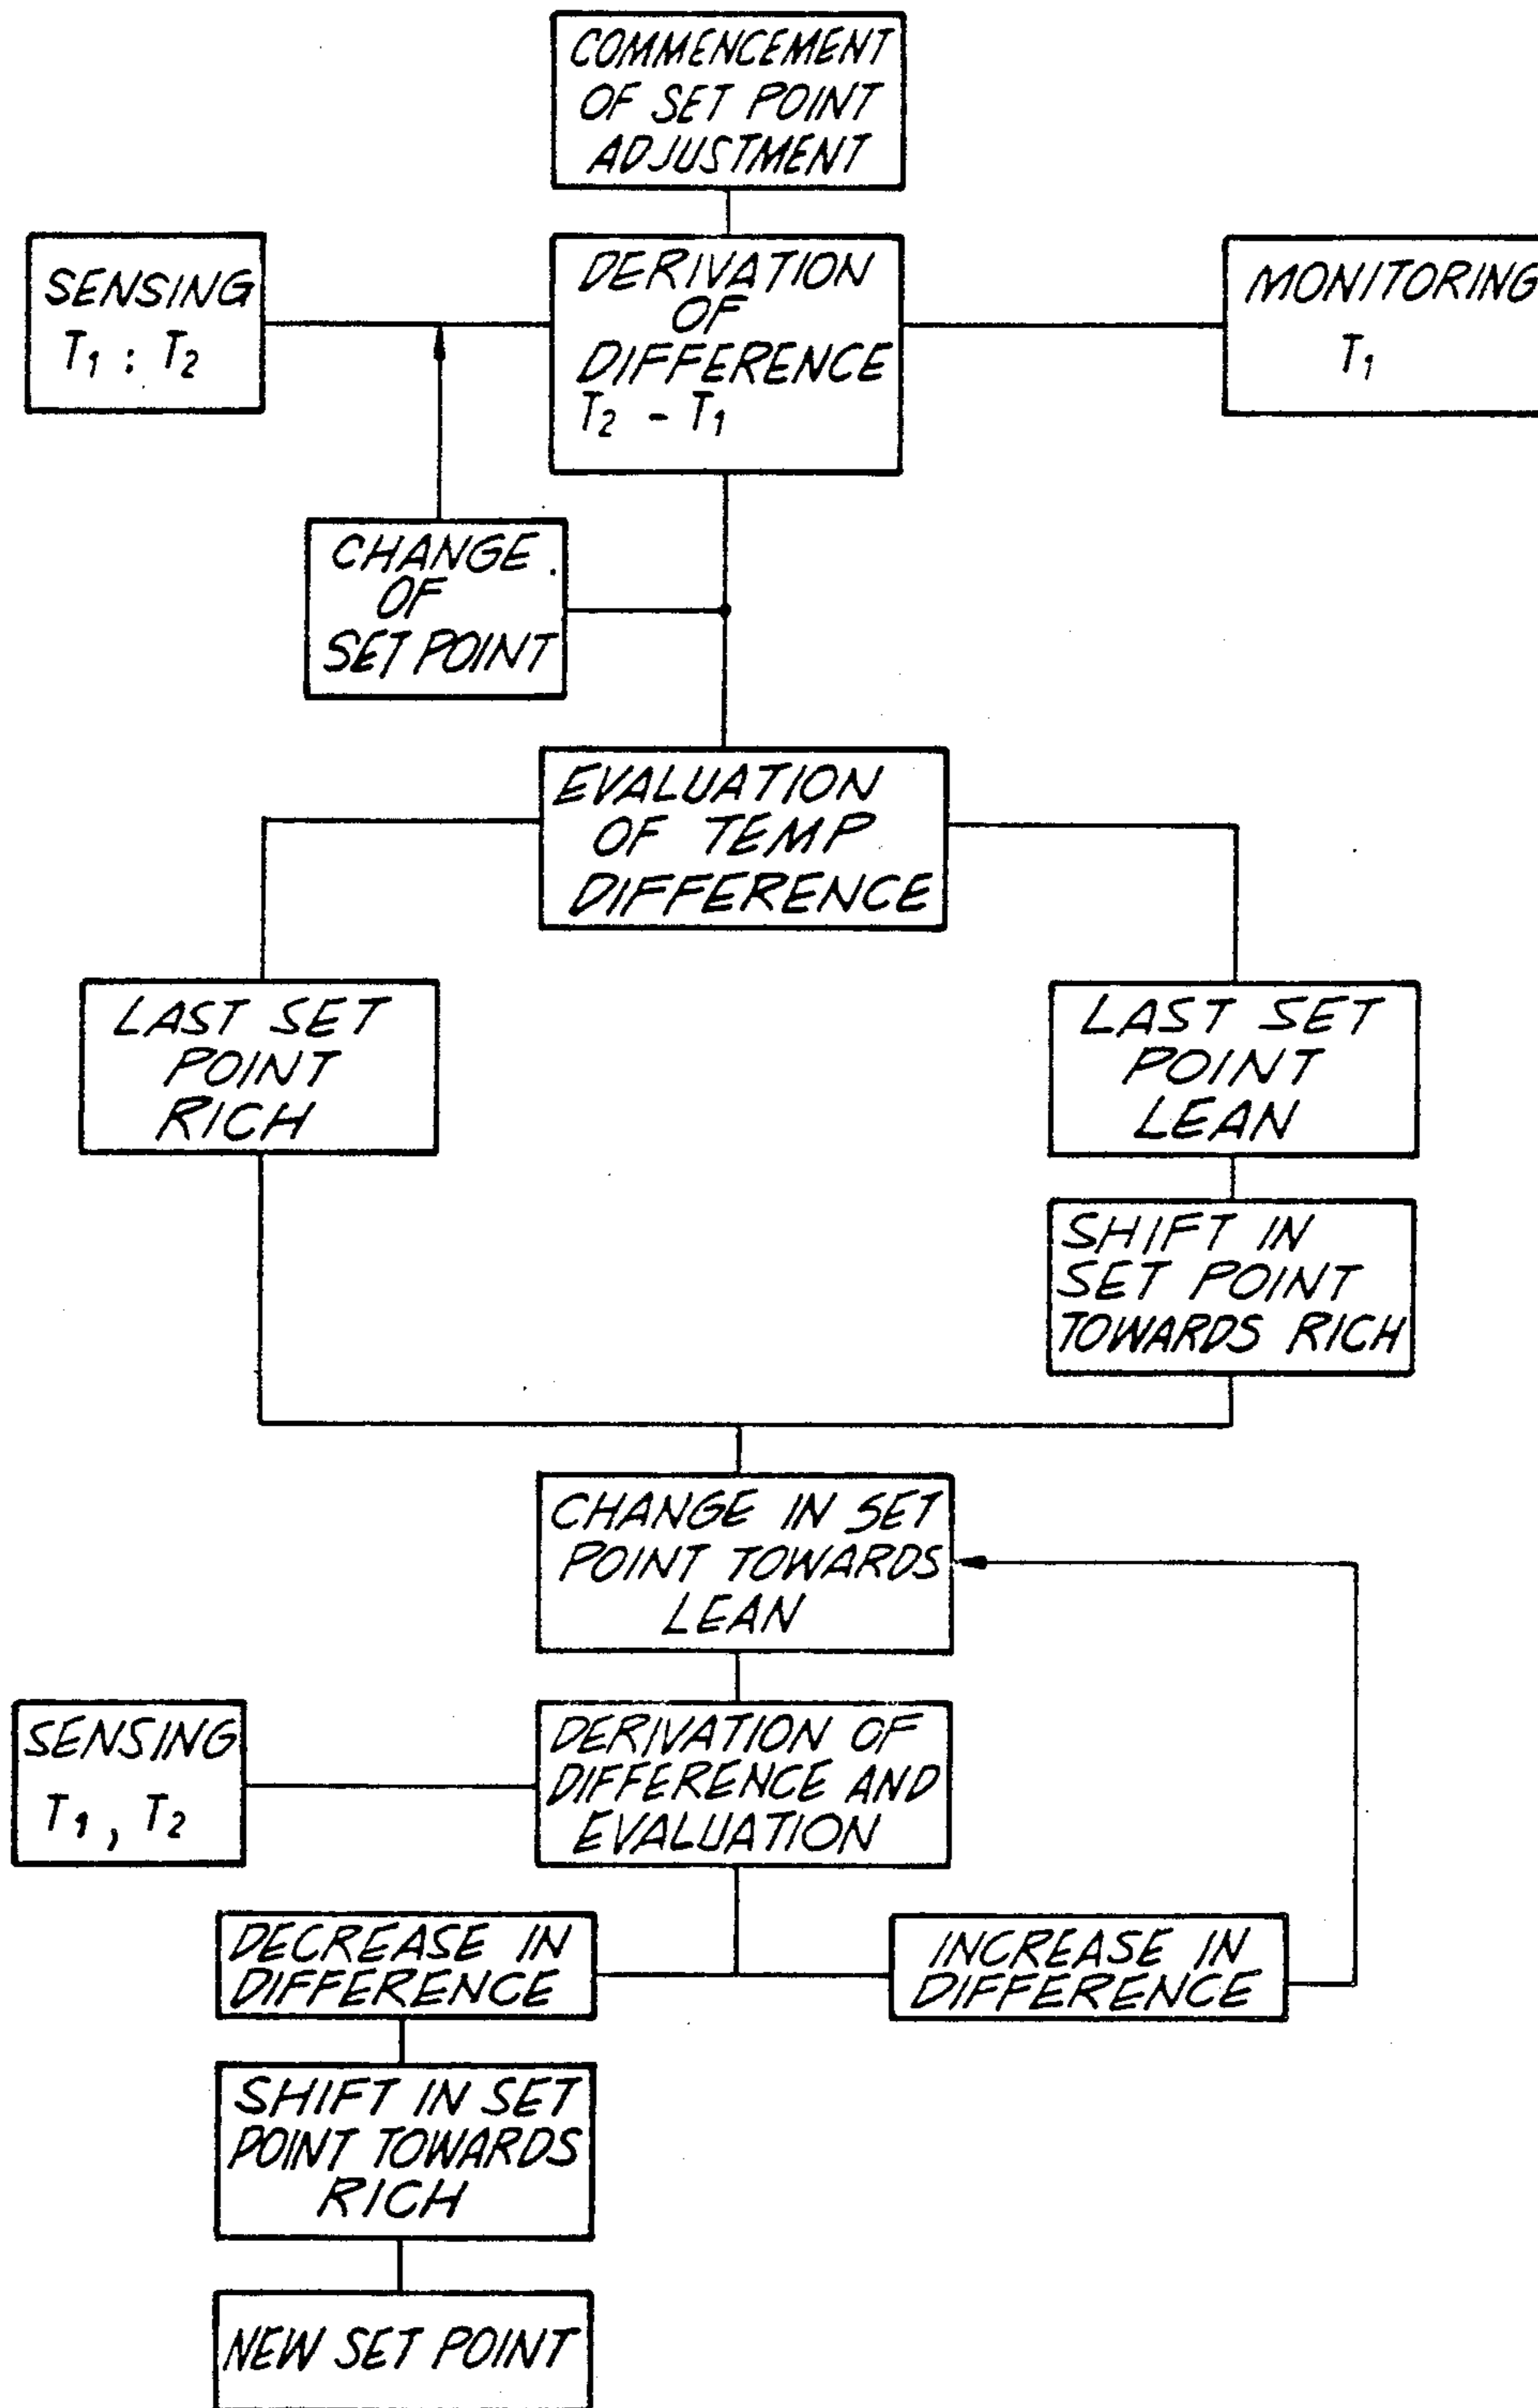 COMMENCEMENT
OF SET POINT
ADJUSTMENT
SENSING
T₁ : T₂
DERIVATION
OF
DIFFERENCE
T₂ - T₁
MONITORING
T₁
CHANGE
OF
SET POINT
EVALUATION
OF TEMP
DIFFERENCE
LAST SET
POINT
RICH
LAST SET
POINT
LEAN
SHIFT IN
SET POINT
TOWARDS RICH
CHANGE IN SET
POINT TOWARDS
LEAN
SENSING
T₁, T₂
DERIVATION OF
DIFFERENCE AND
EVALUATION
DECREASE IN
DIFFERENCE
INCREASE IN
DIFFERENCE
SHIFT IN SET
POINT TOWARDS
RICH
NEW SET POINT